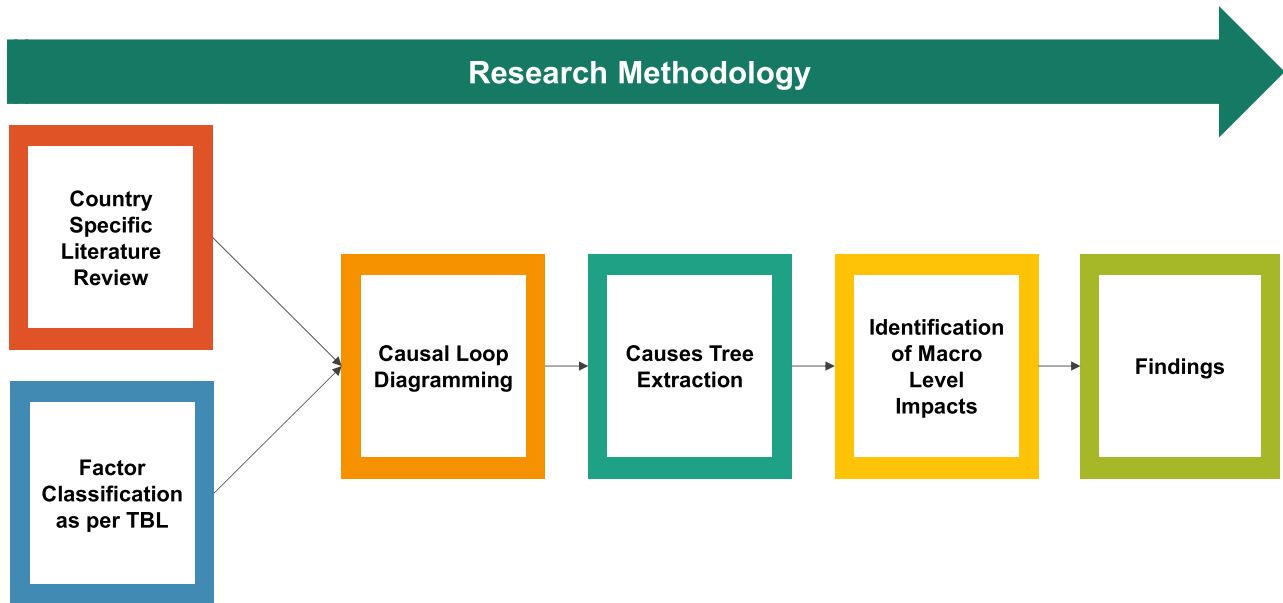 Research Methodology
Country
Specific
Literature
Review
Factor
Classification
as per TBL
Causal Loop
Diagramming
Causes Tree
Extraction
Identification
of Macro
Level
Impacts
Findings